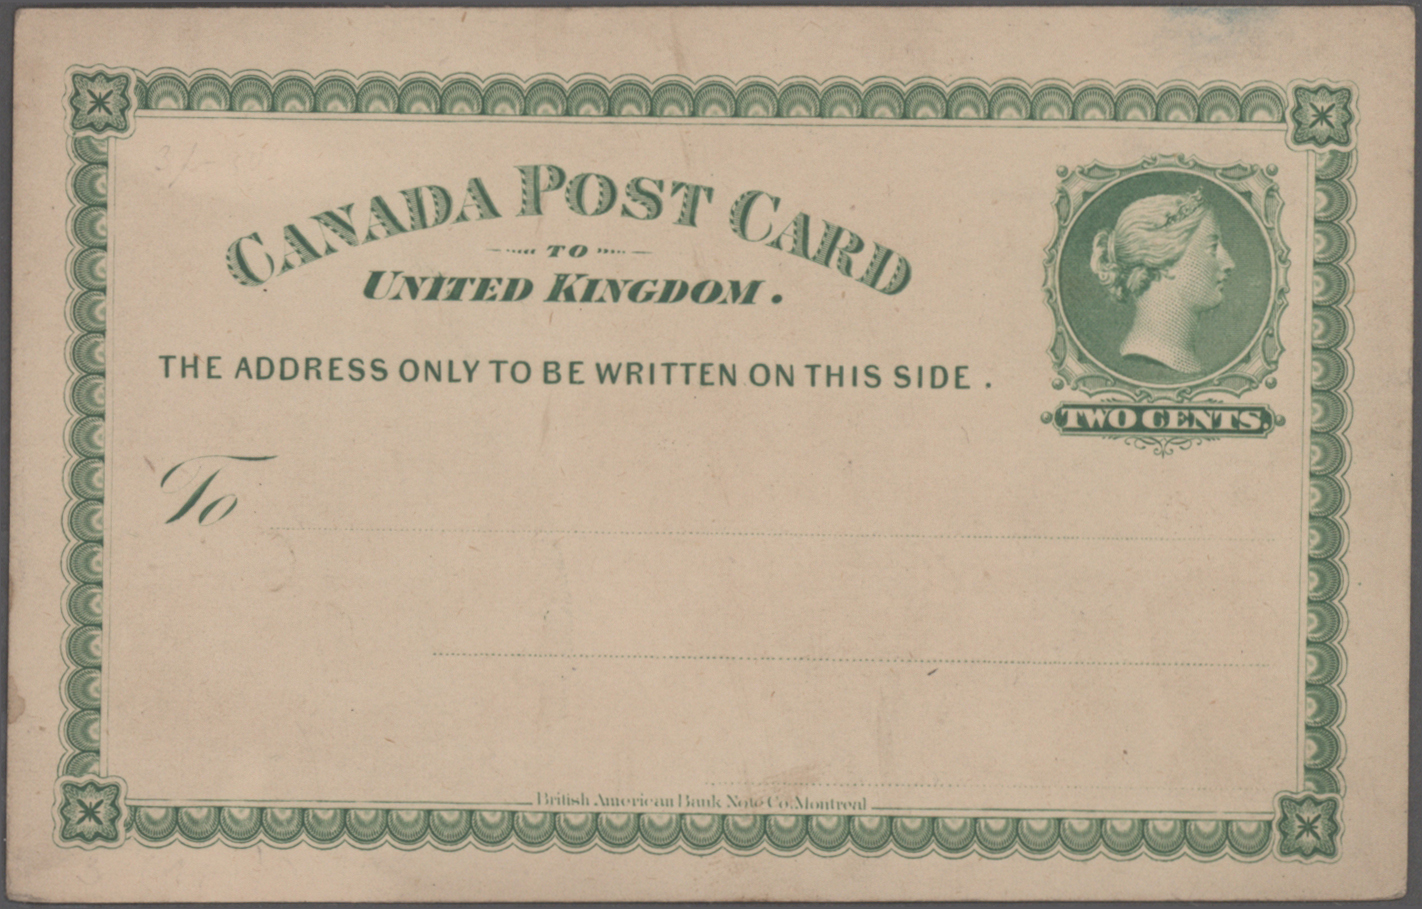 CANADA POST CARD
TO
UNITED KINGDOM.
THE ADDRESS ONLY TO BE WRITTEN ON THIS SIDE.
TWO CENTS.
To
British American Bank Note Co. Montreal